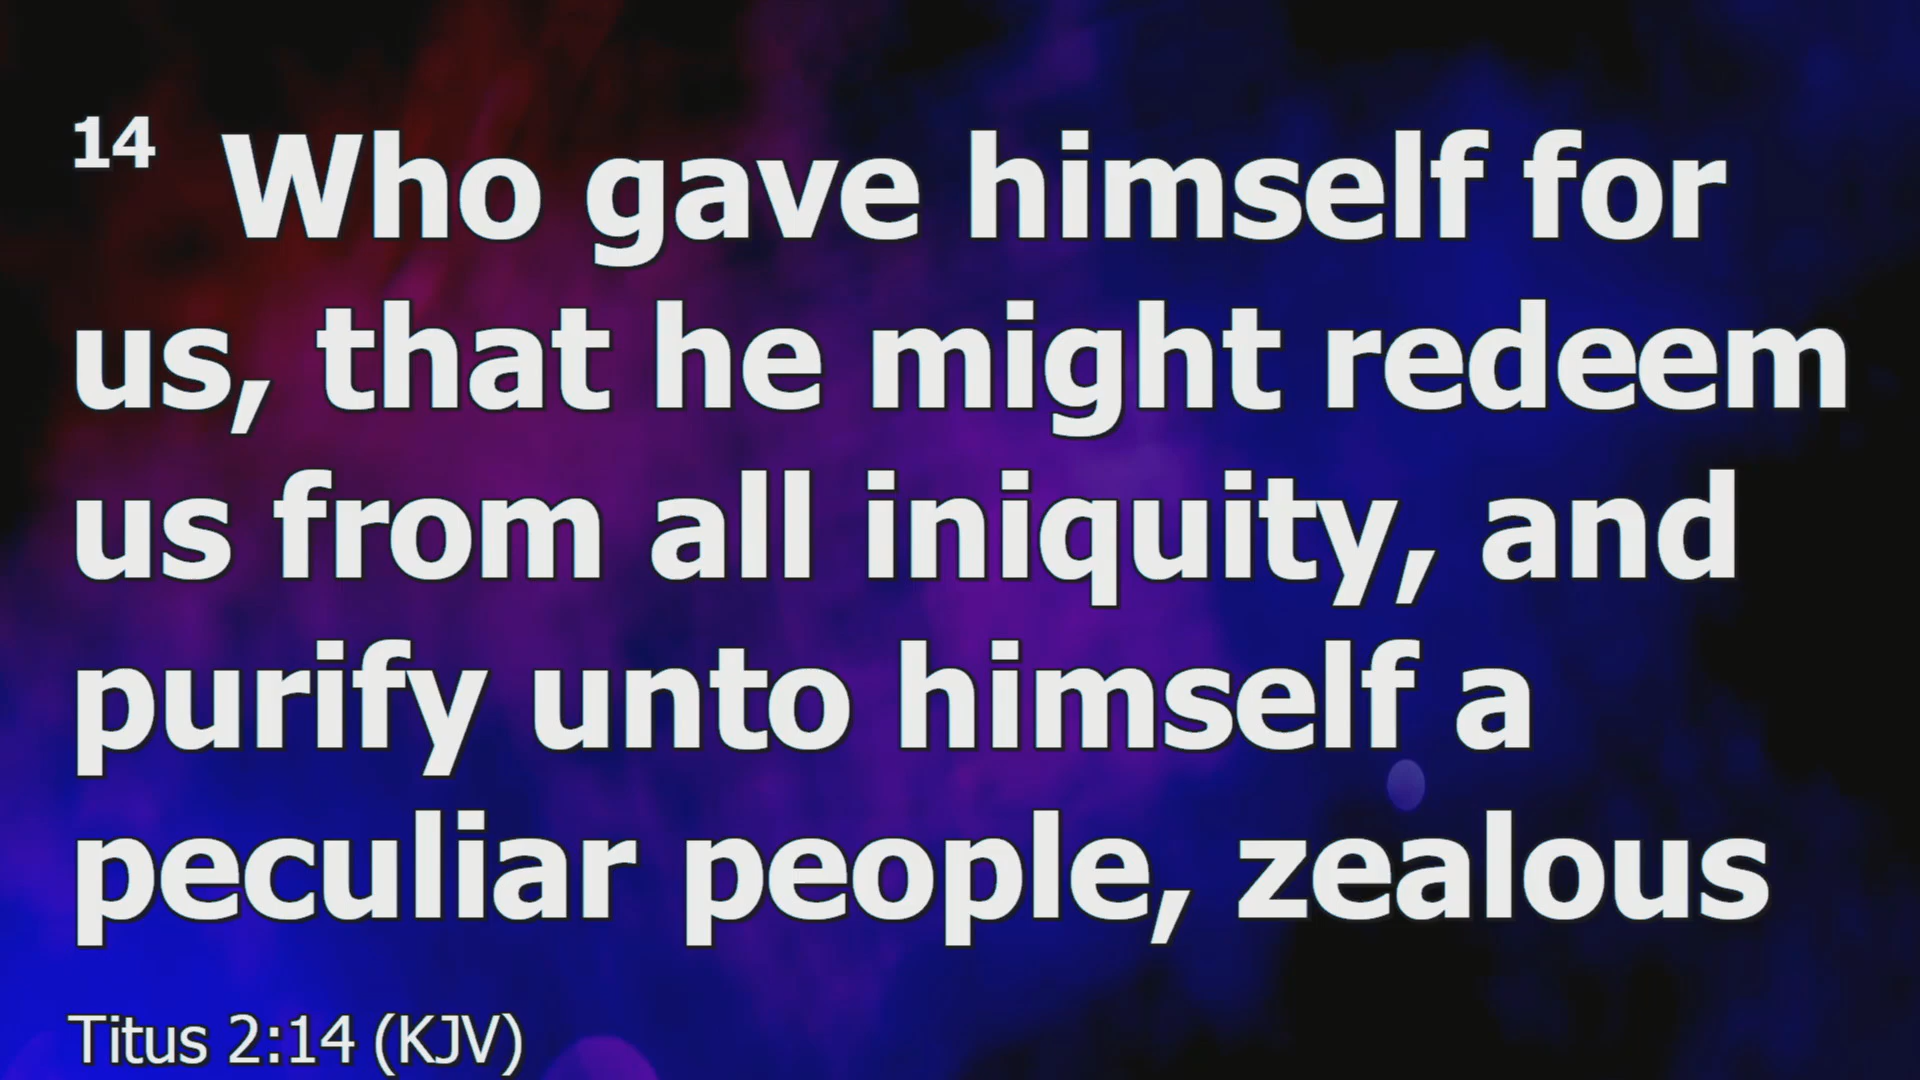 14 Who gave himself for
us, that he might redeem
us from all iniquity, and
purify unto himself a
peculiar people, zealous
Titus 2:14 (KJV)